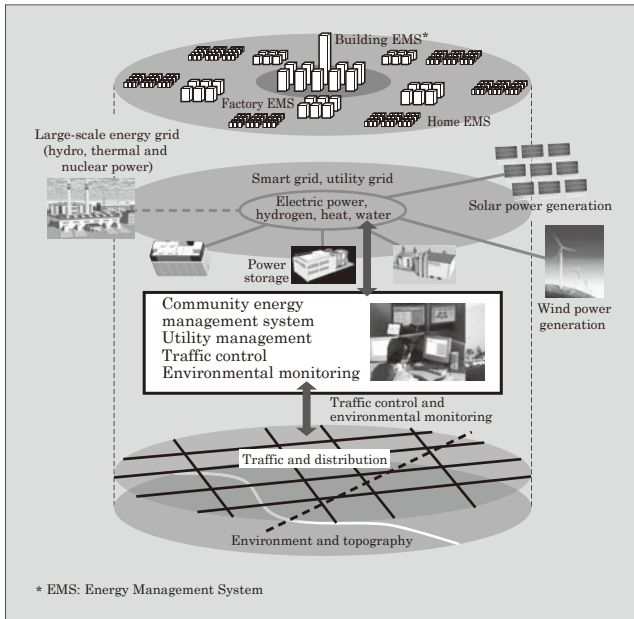 Building EMS*
Factory EMS
Home EMS
Large-scale energy grid
(hydro, thermal and
nuclear power)
Smart grid, utility grid
Electric power,
hydrogen, heat, water
Solar power generation
Power
storage
Wind power
generation
Community energy
management system
Utility management
Traffic control
Environmental monitoring
Traffic control and
environmental monitoring
Traffic and distribution
Environment and topography
* EMS: Energy Management System